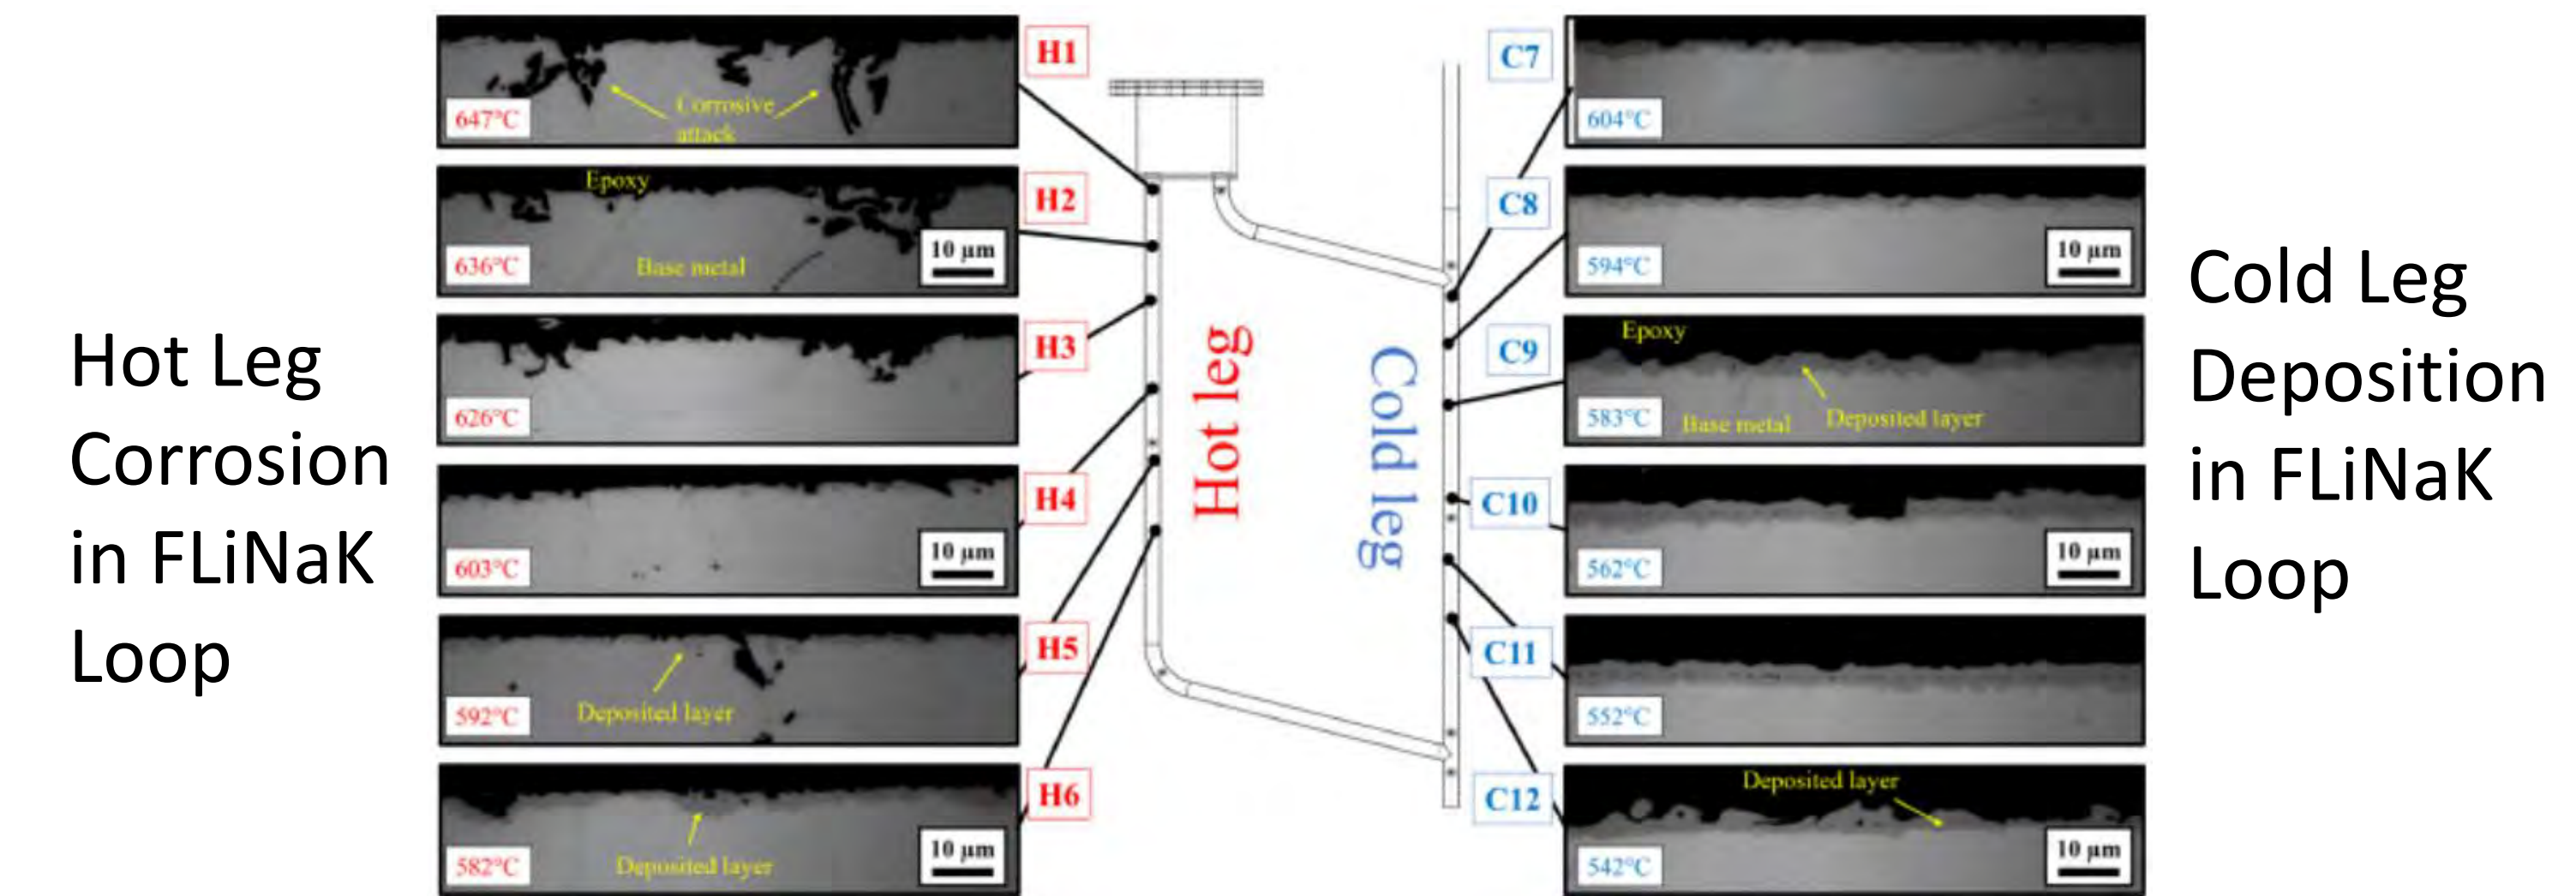 Hot Leg
Corrosion
in FLiNaK
Loop
H1
Corrosive
attack
647°C
H2
Epoxy
10 µm
636°C
Base metal
H3
626°C
H4
10 µm
603°C
H5
592°C
Deposited layer
H6
10 µm
582°C
Deposited layer
Hot leg
Cold leg
C7
604°C
C8
10 µm
594°C
C9
Epoxy
583°C
Base metal
Deposited layer
C10
10 µm
562°C
C11
552°C
C12
Deposited layer
10 µm
542°C
Cold Leg
Deposition
in FLiNaK
Loop